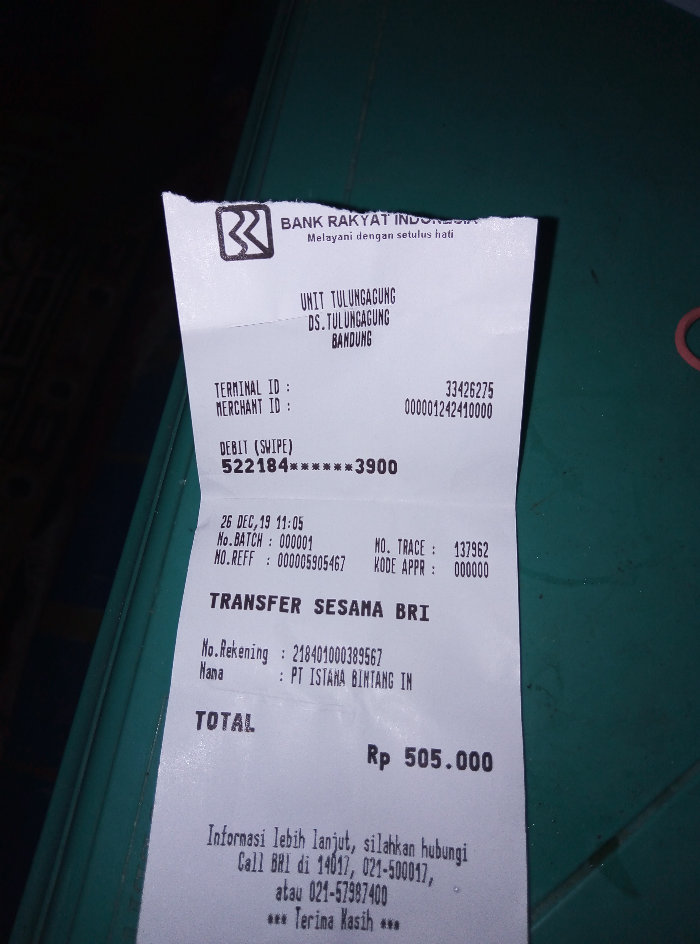 BANK RAKYAT INDONESIA
Melayani dengan setulus hati
UNIT TULUNGAGUNG
DS.TULUNGAGUNG
BANDUNG
TERMINAL ID : 33426275
MERCHANT ID : 000001242410000
DEBIT (SWIPE)
522184******3900
26 DEC,19 11:05
No.BATCH : 000001 NO. TRACE : 137962
NO.REFF : 000005905467 KODE APPR : 000000
TRANSFER SESAMA BRI
No.Rekening : 218401000389567
Nama : PT ISTANA BINTANG IN
TOTAL
Rp 505.000
Informasi lebih lanjut, silahkan hubungi
Call BRI di 14017, 021-500017,
atau 021-57987400
*** Terima Kasih ***